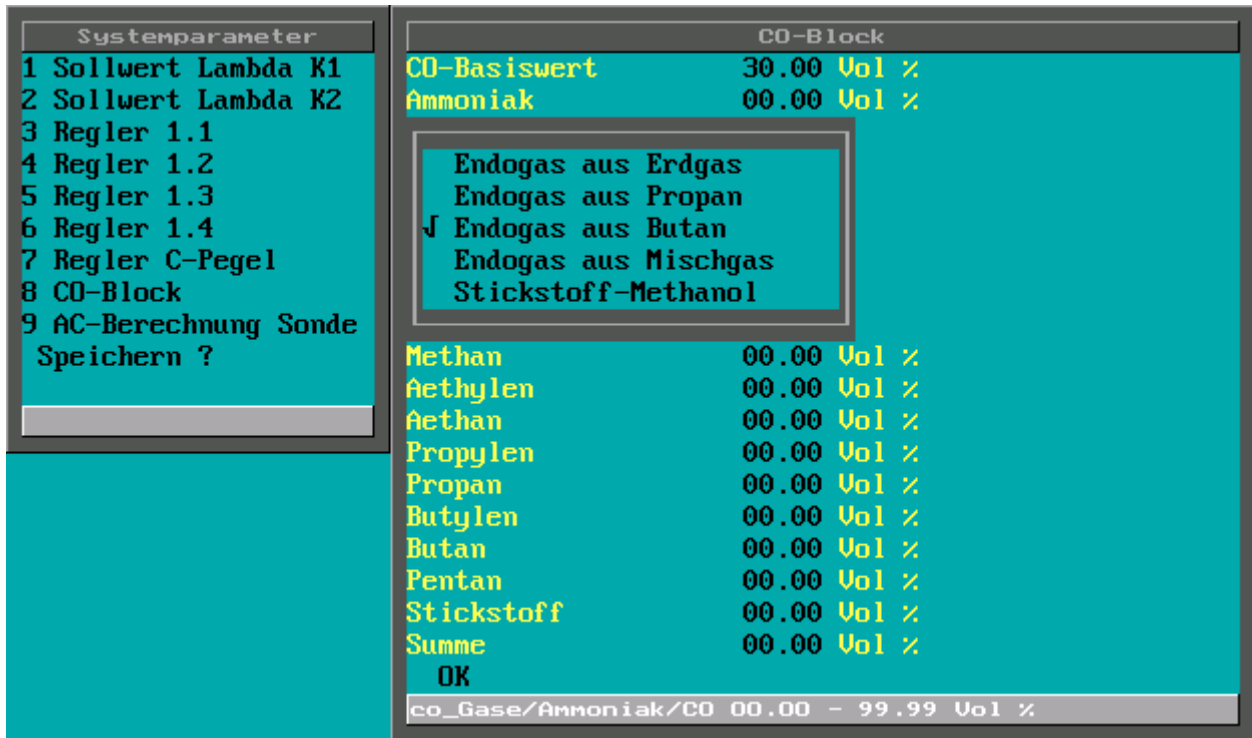 Systemparameter
1 Sollwert Lambda K1
2 Sollwert Lambda K2
3 Regler 1.1
4 Regler 1.2
5 Regler 1.3
6 Regler 1.4
7 Regler C-Pegel
8 CO-Block
9 AC-Berechnung Sonde
Speichern ?
CO-Block
CO-Basiswert 30.00 Vol %
Ammoniak 00.00 Vol %
Endogas aus Erdgas
Endogas aus Propan
√ Endogas aus Butan
Endogas aus Mischgas
Stickstoff-Methanol
Methan 00.00 Vol %
Aethylen 00.00 Vol %
Aethan 00.00 Vol %
Propylen 00.00 Vol %
Propan 00.00 Vol %
Butylen 00.00 Vol %
Butan 00.00 Vol %
Pentan 00.00 Vol %
Stickstoff 00.00 Vol %
Summe 00.00 Vol %
OK
co_Gase/Ammoniak/CO 00.00 - 99.99 Vol %